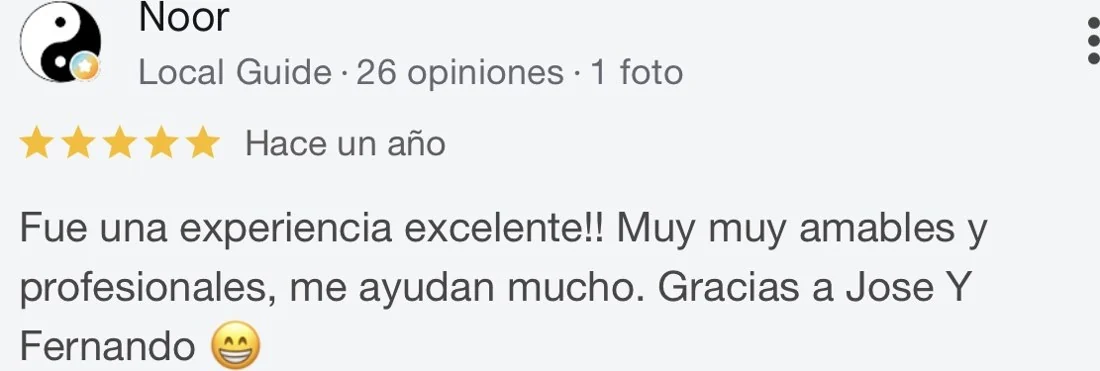 Noor
Local Guide · 26 opiniones · 1 foto
Hace un año
Fue una experiencia excelente!! Muy muy amables y
profesionales, me ayudan mucho. Gracias a Jose Y
Fernando 😁